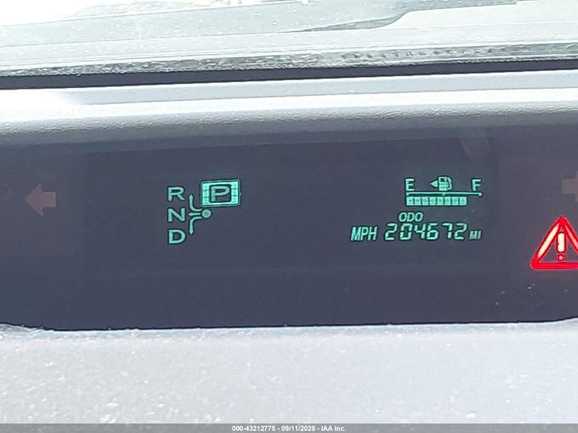 R P
N
D
E F
ODO
MPH 204672 MI
000-43212775 - 09/11/2025 - IAA Inc.